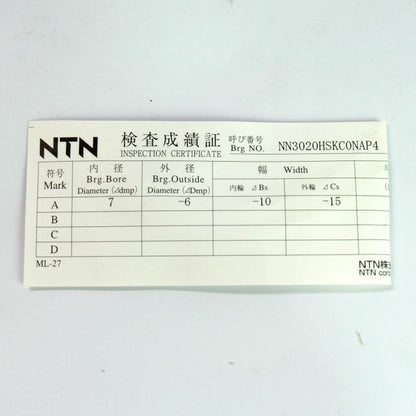 NTN 検査成績証 呼び番号
INSPECTION CERTIFICATE Brg NO. NN3020HSKC0NAP4
符号 内径 外径 幅 Width
Mark Brg.Bore Brg.Outside
Diameter (⊿dmp) Diameter (⊿Dmp) 内輪 ⊿Bs 外輪 ⊿Cs
A 7 -6 -10 -15
B
C
D
ML-27 NTN株
NTN cor